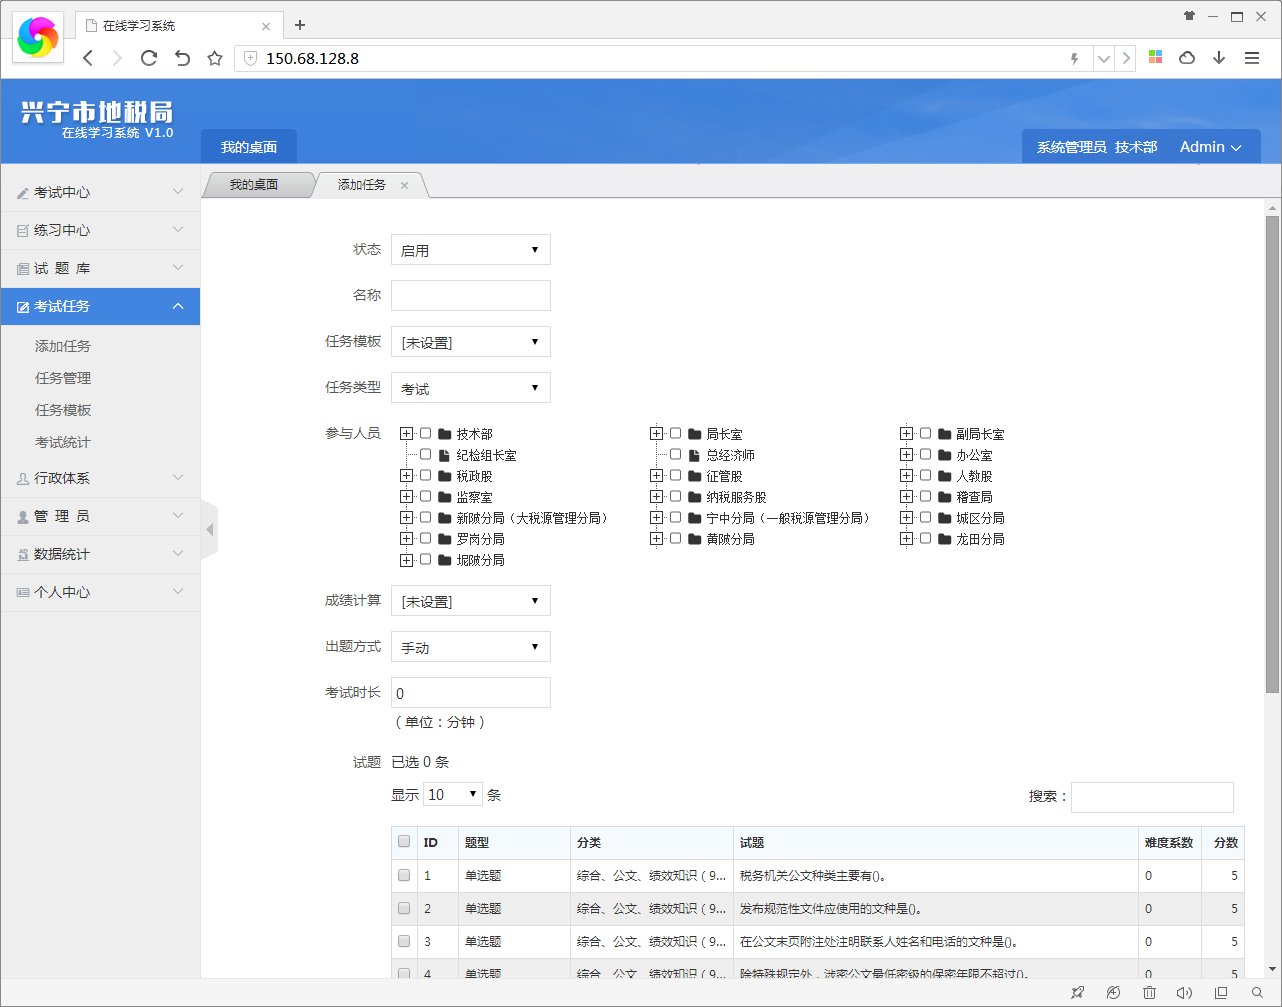 在线学习系统
150.68.128.8
兴宁市地税局
在线学习系统 V1.0
我的桌面
系统管理员 技术部 Admin
我的桌面 添加任务
考试中心
练习中心
试 题 库
考试任务
添加任务
任务管理
任务模板
考试统计
行政体系
管 理 员
数据统计
个人中心
状态 启用
名称
任务模板 [未设置]
任务类型 考试
参与人员 技术部 局长室 副局长室
纪检组长室 总经济师 办公室
税政股 征管股 人教股
监察室 纳税服务股 稽查局
新陂分局（大税源管理分局） 宁中分局（一般税源管理分局） 城区分局
罗岗分局 黄陂分局 龙田分局
坭陂分局
成绩计算 [未设置]
出题方式 手动
考试时长 0
（单位：分钟）
试题 已选 0 条
显示 10 条 搜索：
ID 题型 分类 试题 难度系数 分数
1 单选题 综合、公文、绩效知识（9... 税务机关公文种类主要有()。 0 5
2 单选题 综合、公文、绩效知识（9... 发布规范性文件应使用的文种是()。 0 5
3 单选题 综合、公文、绩效知识（9... 在公文末页附注处注明联系人姓名和电话的文种是()。 0 5
4 单选题 综合、公文、绩效知识（9... 除特殊规定外，涉密公文最低密级的保密年限不超过()。 0 5